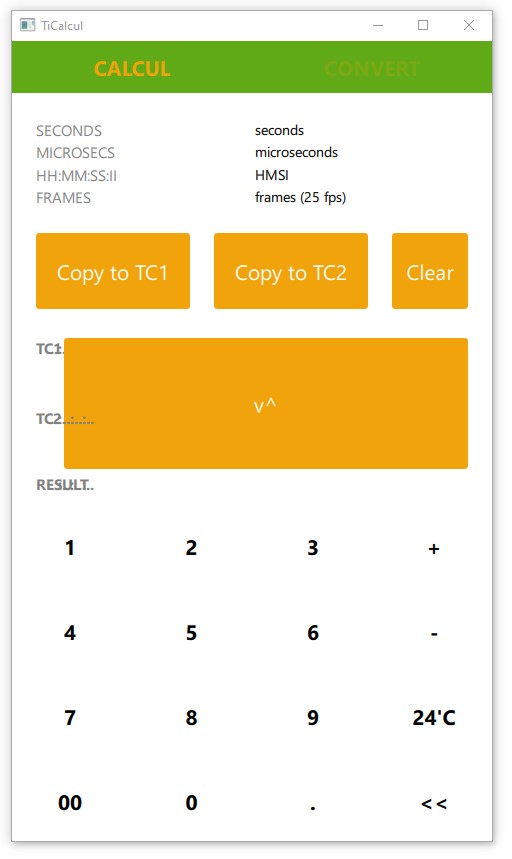 TiCalcul
CALCUL CONVERT
SECONDS seconds
MICROSECS microseconds
HH:MM:SS:II HMSI
FRAMES frames (25 fps)
Copy to TC1 Copy to TC2 Clear
TC1
v^
TC2..:..:..
RESULT..
1 2 3 +
4 5 6 -
7 8 9 24'C
00 0 . <<